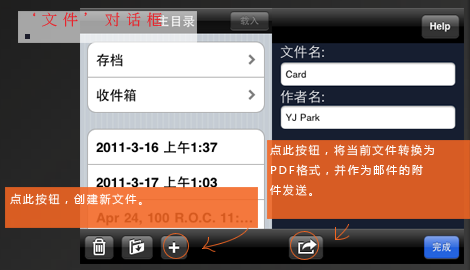 ‘文件’对话框
主目录
载入
Help
存档
收件箱
文件名:
Card
作者名:
YJ Park
2011-3-16 上午1:37
2011-3-17 上午1:03
Apr 24, 100 R.O.C. 11:...
点此按钮，将当前文件转换为
PDF格式，并作为邮件的附
件发送。
点此按钮，创建新文件。
完成